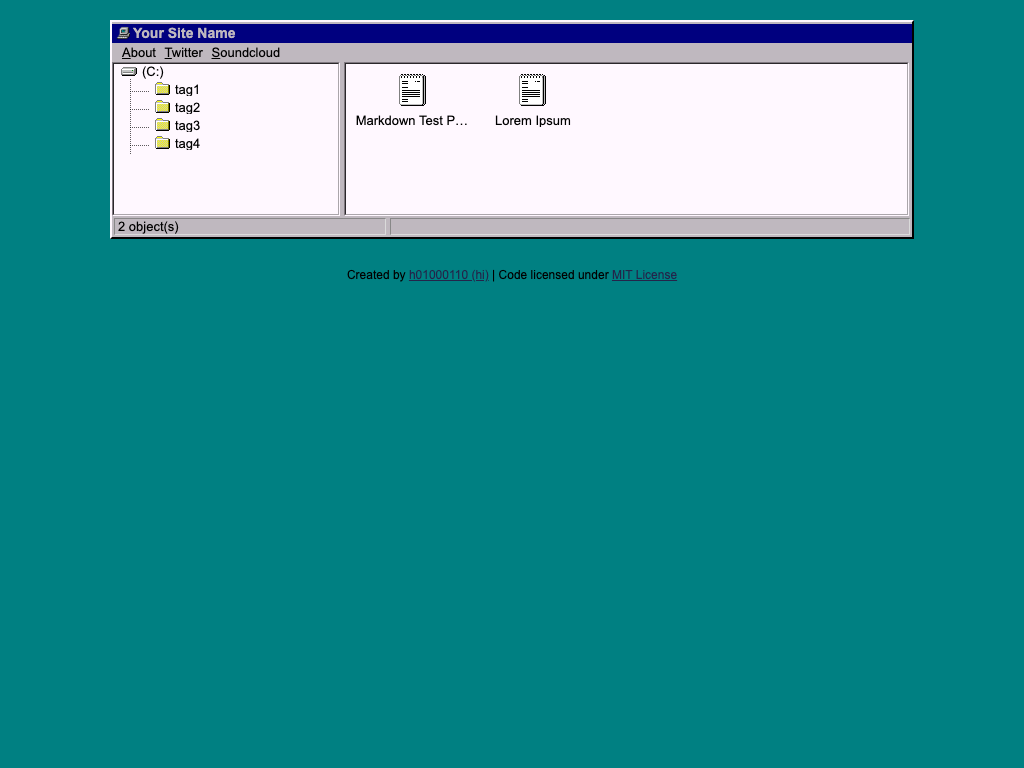 Your Site Name
About Twitter Soundcloud
(C:)
tag1
tag2
tag3
tag4
Markdown Test P...
Lorem Ipsum
2 object(s)
Created by h01000110 (hi) | Code licensed under MIT License